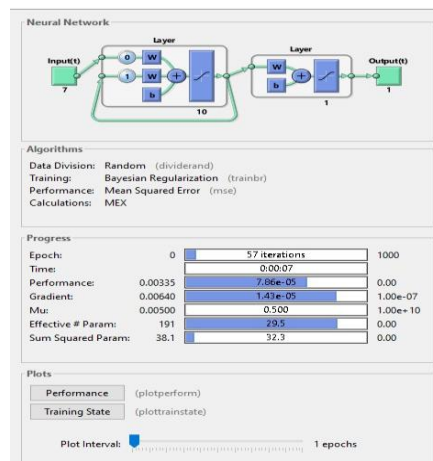 Neural Network
Layer
Layer
Input(t)
Output(t)
0
W
1
W
b
W
b
7
10
1
1
Algorithms
Data Division: Random (dividerand)
Training: Bayesian Regularization (trainbr)
Performance: Mean Squared Error (mse)
Calculations: MEX
Progress
Epoch: 0 57 iterations 1000
Time: 0:00:07
Performance: 0.00335 7.86e-05 0.00
Gradient: 0.00640 1.43e-05 1.00e-07
Mu: 0.00500 0.500 1.00e+10
Effective # Param: 191 29.5 0.00
Sum Squared Param: 38.1 32.3 0.00
Plots
Performance (plotperform)
Training State (plottrainstate)
Plot Interval: 1 epochs